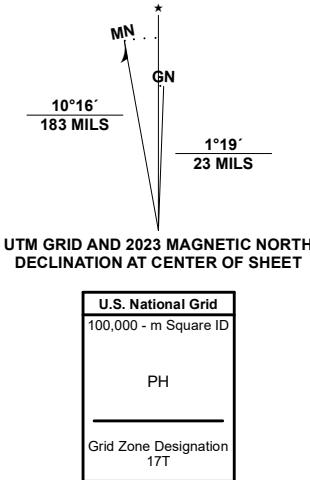 ★
MN
GN
10°16´
183 MILS
1°19´
23 MILS
UTM GRID AND 2023 MAGNETIC NORTH
DECLINATION AT CENTER OF SHEET
U.S. National Grid
100,000 - m Square ID
PH
Grid Zone Designation
17T